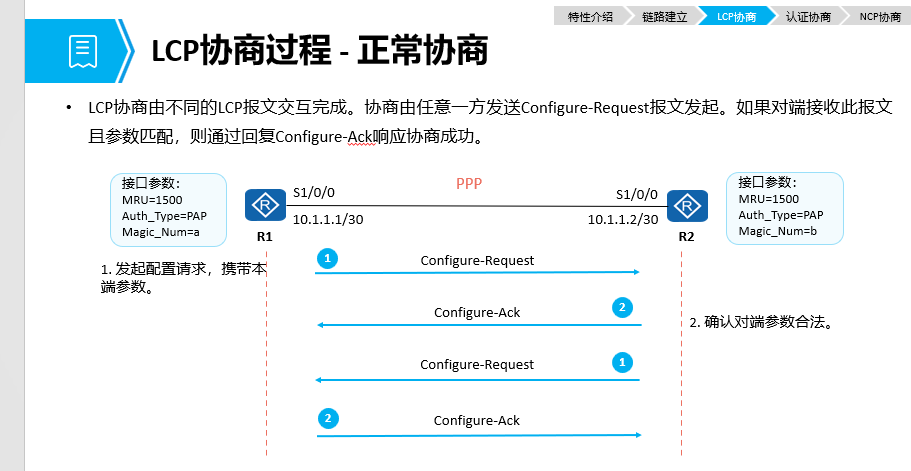 特性介绍 链路建立 LCP协商 认证协商 NCP协商
LCP协商过程 - 正常协商
• LCP协商由不同的LCP报文交互完成。协商由任意一方发送Configure-Request报文发起。如果对端接收此报文
且参数匹配，则通过回复Configure-Ack响应协商成功。
接口参数：
MRU=1500
Auth_Type=PAP
Magic_Num=a
R
S1/0/0
10.1.1.1/30
R1
PPP
S1/0/0
10.1.1.2/30
R
R2
接口参数：
MRU=1500
Auth_Type=PAP
Magic_Num=b
1. 发起配置请求，携带本
端参数。
1
Configure-Request
Configure-Ack
2
2. 确认对端参数合法。
Configure-Request
1
2
Configure-Ack